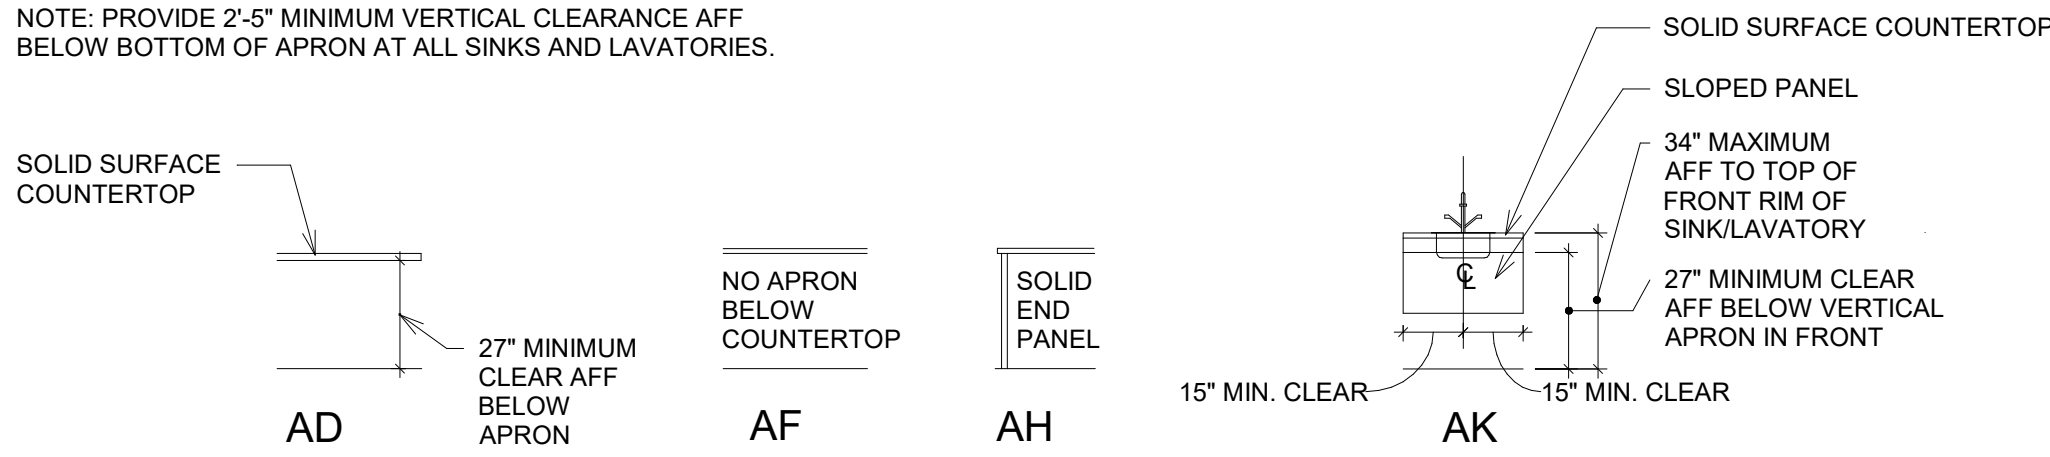 NOTE: PROVIDE 2'-5" MINIMUM VERTICAL CLEARANCE AFF
BELOW BOTTOM OF APRON AT ALL SINKS AND LAVATORIES.
SOLID SURFACE
COUNTERTOP
27" MINIMUM
CLEAR AFF
BELOW
APRON
AD
NO APRON
BELOW
COUNTERTOP
AF
SOLID
END
PANEL
AH
SOLID SURFACE COUNTERTOP
SLOPED PANEL
34" MAXIMUM
AFF TO TOP OF
FRONT RIM OF
SINK/LAVATORY
27" MINIMUM CLEAR
AFF BELOW VERTICAL
APRON IN FRONT
CL
15" MIN. CLEAR
15" MIN. CLEAR
AK